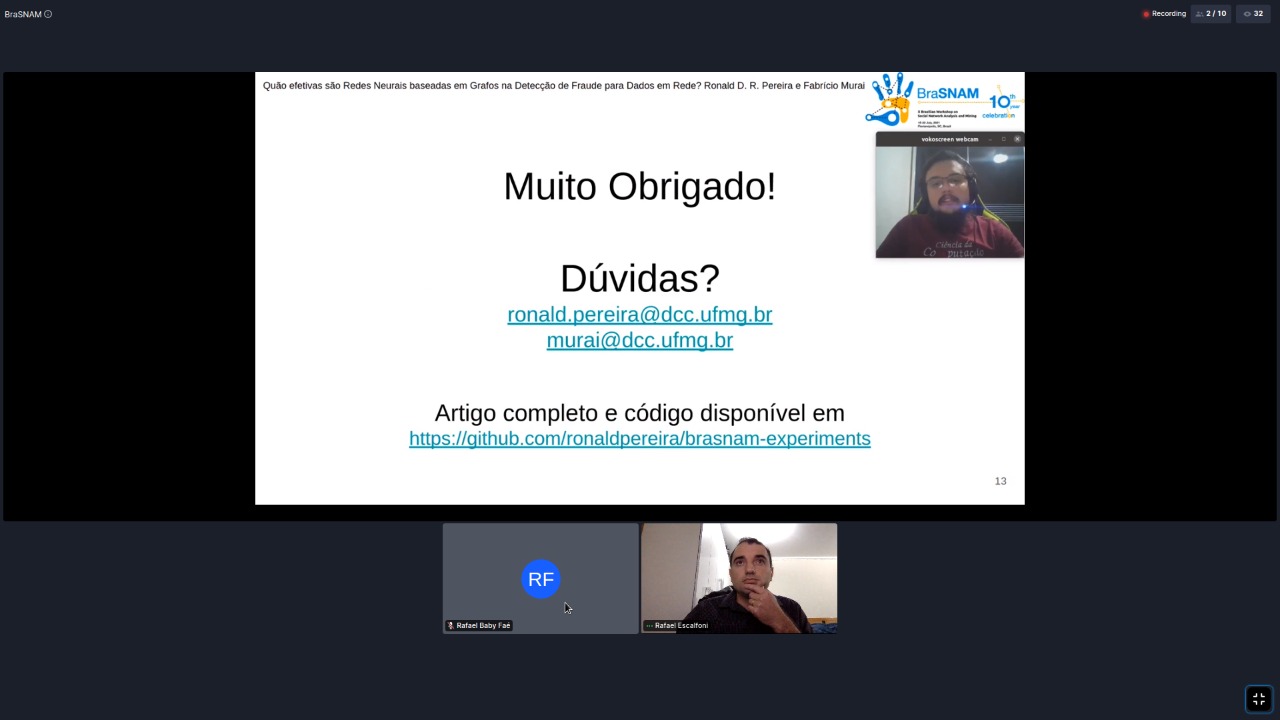 BraSNAM
Recording
2 / 10
32
Quão efetivas são Redes Neurais baseadas em Grafos na Detecção de Fraude para Dados em Rede? Ronald D. R. Pereira e Fabrício Murai
BraSNAM
10th
year
celebration
vokoscreen webcam
Ciência da
Co putação
Muito Obrigado!
Dúvidas?
ronald.pereira@dcc.ufmg.br
murai@dcc.ufmg.br
Artigo completo e código disponível em
https://github.com/ronaldpereira/brasnam-experiments
13
RF
Rafael Baby Faé
Rafael Escalfoni